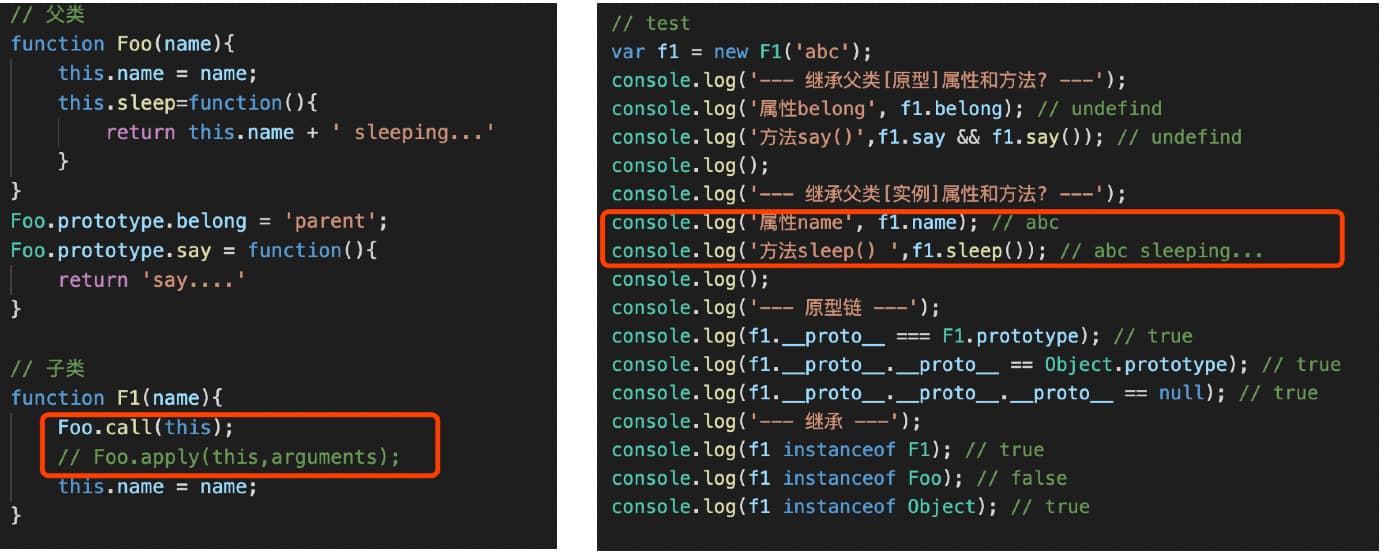 // 父类
function Foo(name){
    this.name = name;
    this.sleep=function(){
        return this.name + ' sleeping...'
    }
}
Foo.prototype.belong = 'parent';
Foo.prototype.say = function(){
    return 'say....'
}
// 子类
function F1(name){
    Foo.call(this);
    // Foo.apply(this,arguments);
    this.name = name;
}
// test
var f1 = new F1('abc');
console.log('--- 继承父类[原型]属性和方法? ---');
console.log('属性belong', f1.belong); // undefind
console.log('方法say()',f1.say && f1.say()); // undefind
console.log();
console.log('--- 继承父类[实例]属性和方法? ---');
console.log('属性name', f1.name); // abc
console.log('方法sleep() ',f1.sleep()); // abc sleeping...
console.log();
console.log('--- 原型链 ---');
console.log(f1.__proto__ === F1.prototype); // true
console.log(f1.__proto__.__proto__ == Object.prototype); // true
console.log(f1.__proto__.__proto__.__proto__ == null); // true
console.log('--- 继承 ---');
console.log(f1 instanceof F1); // true
console.log(f1 instanceof Foo); // false
console.log(f1 instanceof Object); // true